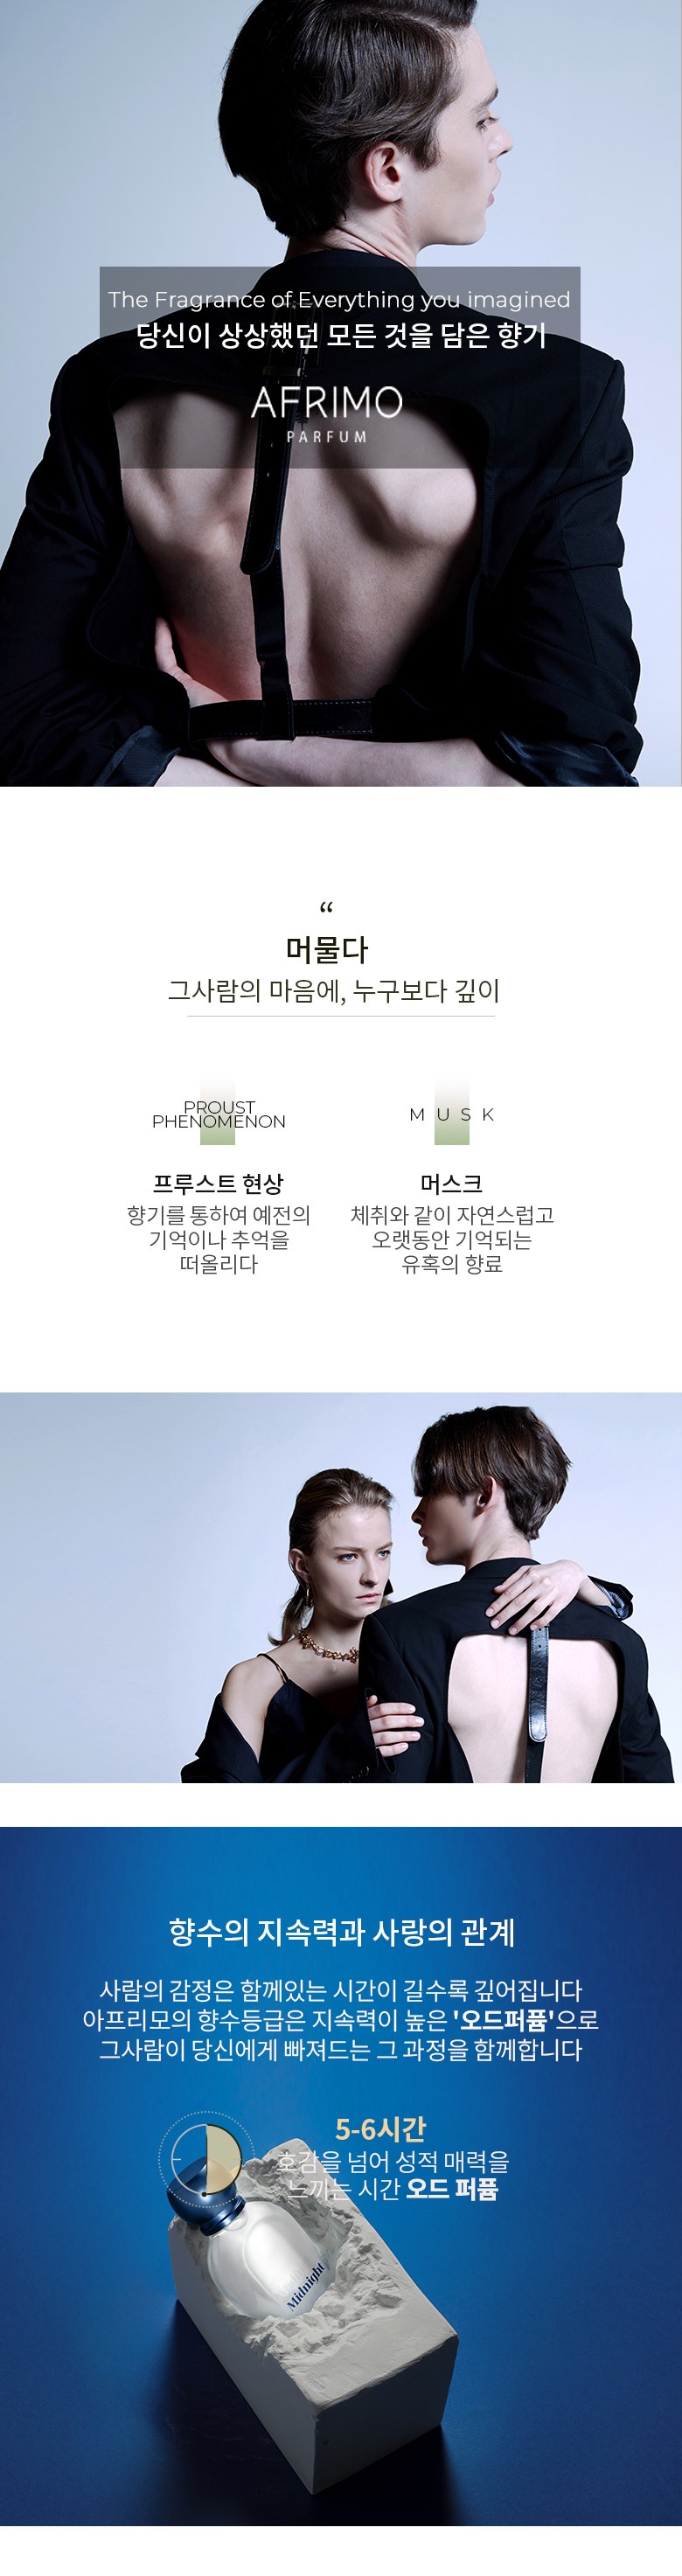 The Fragrance of Everything you imagined
당신이 상상했던 모든 것을 담은 향기
AFRIMO
PARFUM
“
머물다
그사람의 마음에, 누구보다 깊이
PROUST
PHENOMENON
프루스트 현상
향기를 통하여 예전의
기억이나 추억을
떠올리다
M U S K
머스크
체취와 같이 자연스럽고
오랫동안 기억되는
유혹의 향료
향수의 지속력과 사랑의 관계
사람의 감정은 함께있는 시간이 길수록 깊어집니다
아프리모의 향수등급은 지속력이 높은 '오드퍼퓸'으로
그사람이 당신에게 빠져드는 그 과정을 함께합니다
5-6시간
호감을 넘어 성적 매력을
느끼는 시간 오드 퍼퓸
Midnight